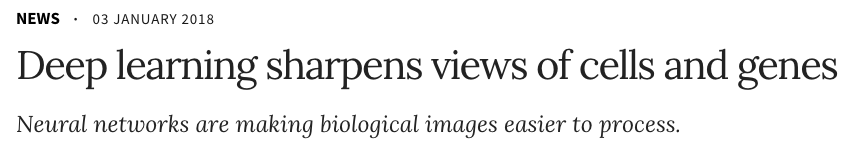 NEWS · 03 JANUARY 2018
Deep learning sharpens views of cells and genes
Neural networks are making biological images easier to process.